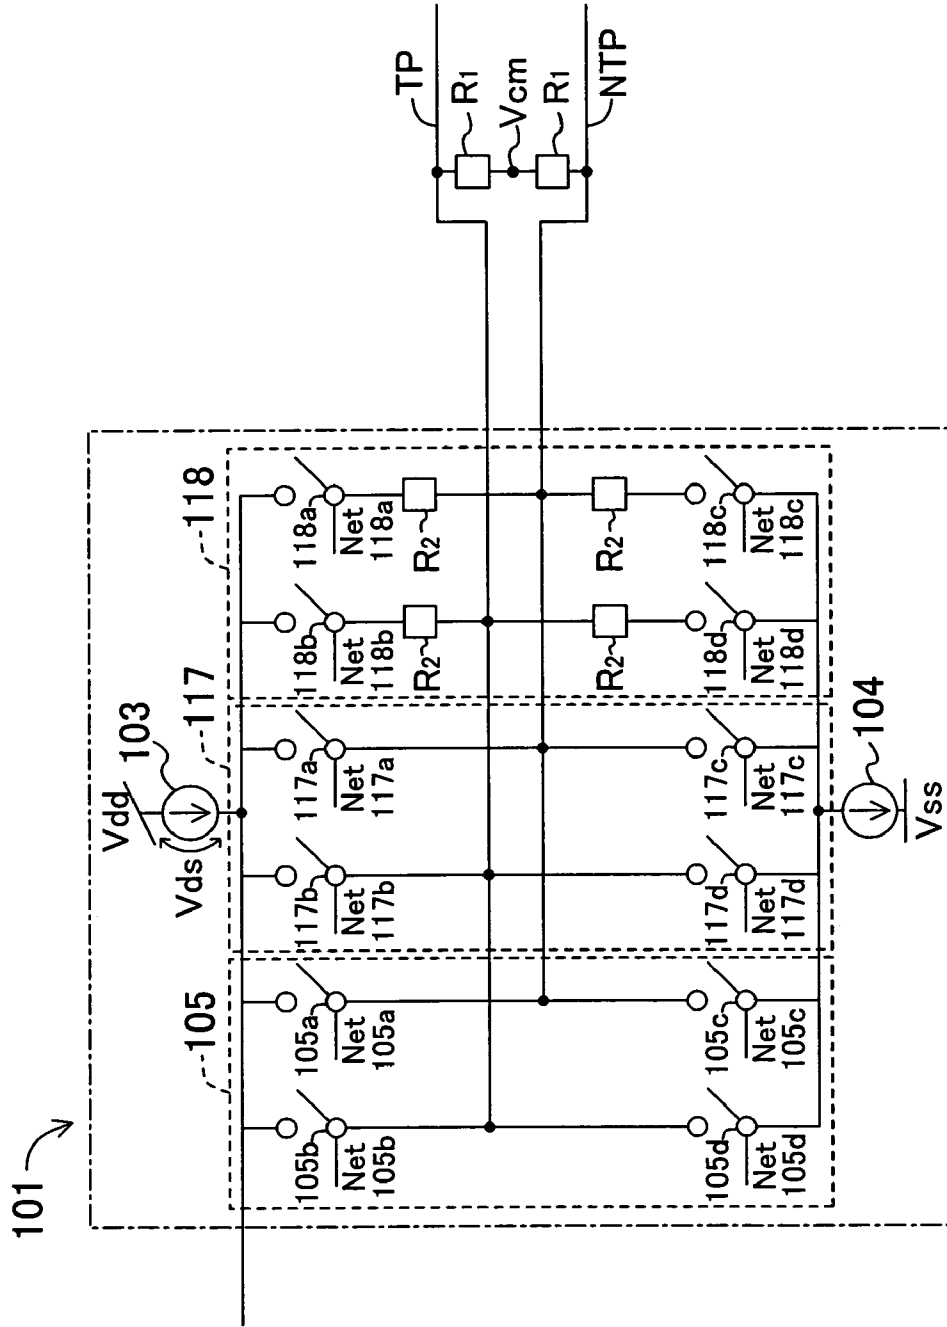 101
105
117
118
Vdd
103
Vds
105b
Net
105b
105a
Net
105a
117b
Net
117b
117a
Net
117a
118b
Net
118b
118a
Net
118a
R2
R2
R2
R2
105d
Net
105d
105c
Net
105c
117d
Net
117d
117c
Net
117c
118d
Net
118d
118c
Net
118c
104
Vss
TP
R1
Vcm
R1
NTP